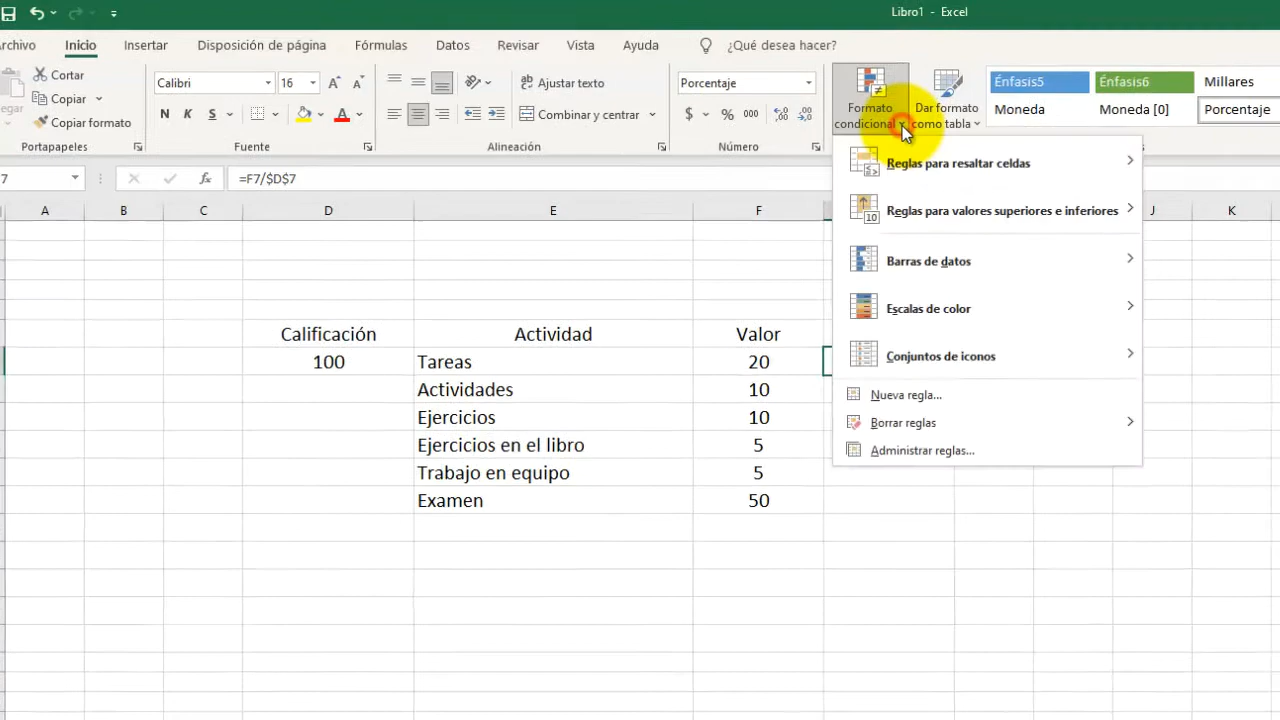 Libro1 - Excel
Archivo Inicio Insertar Disposición de página Fórmulas Datos Revisar Vista Ayuda ¿Qué desea hacer?
Cortar
Copiar
Copiar formato
Portapapeles
Calibri 16
N K S
Fuente
Ajustar texto
Combinar y centrar
Alineación
Porcentaje
$ % 000
Número
Formato condicional
Dar formato como tabla
Énfasis5 Énfasis6 Millares
Moneda Moneda [0] Porcentaje
7 fx =F7/$D$7
A B C D E F J K
Calificación Actividad Valor
100 Tareas 20
Actividades 10
Ejercicios 10
Ejercicios en el libro 5
Trabajo en equipo 5
Examen 50
Reglas para resaltar celdas
Reglas para valores superiores e inferiores
Barras de datos
Escalas de color
Conjuntos de iconos
Nueva regla...
Borrar reglas
Administrar reglas...